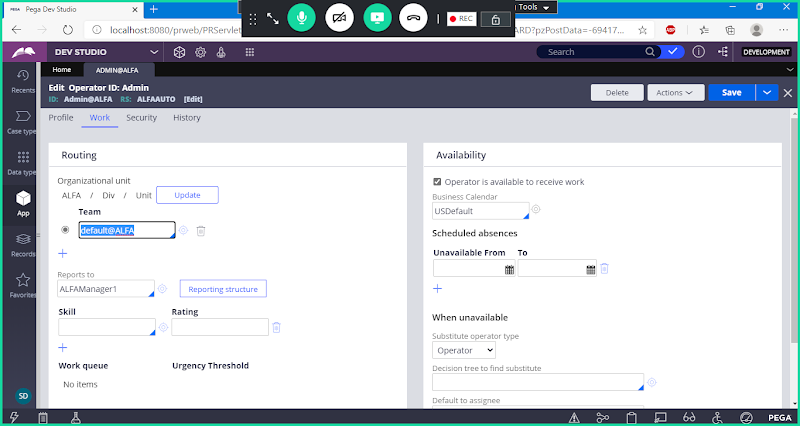 PEGA Pega Dev Studio
Tools
REC
localhost:8080/prweb/PRServlet
ARD?pzPostData=-69417...
DEV STUDIO
Search
DEVELOPMENT
Home
ADMIN@ALFA
Recents
Case type
Data type
App
Records
Favorites
SD
Edit Operator ID: Admin
ID: Admin@ALFA RS: ALFAAUTO [Edit]
Delete
Actions
Save
Profile Work Security History
Routing
Organizational unit
ALFA / Div / Unit Update
Team
default@ALFA
Reports to
ALFAManager1 Reporting structure
Skill Rating
Work queue Urgency Threshold
No items
Availability
Operator is available to receive work
Business Calendar
USDefault
Scheduled absences
Unavailable From To
When unavailable
Substitute operator type
Operator
Decision tree to find substitute
Default to assignee
PEGA